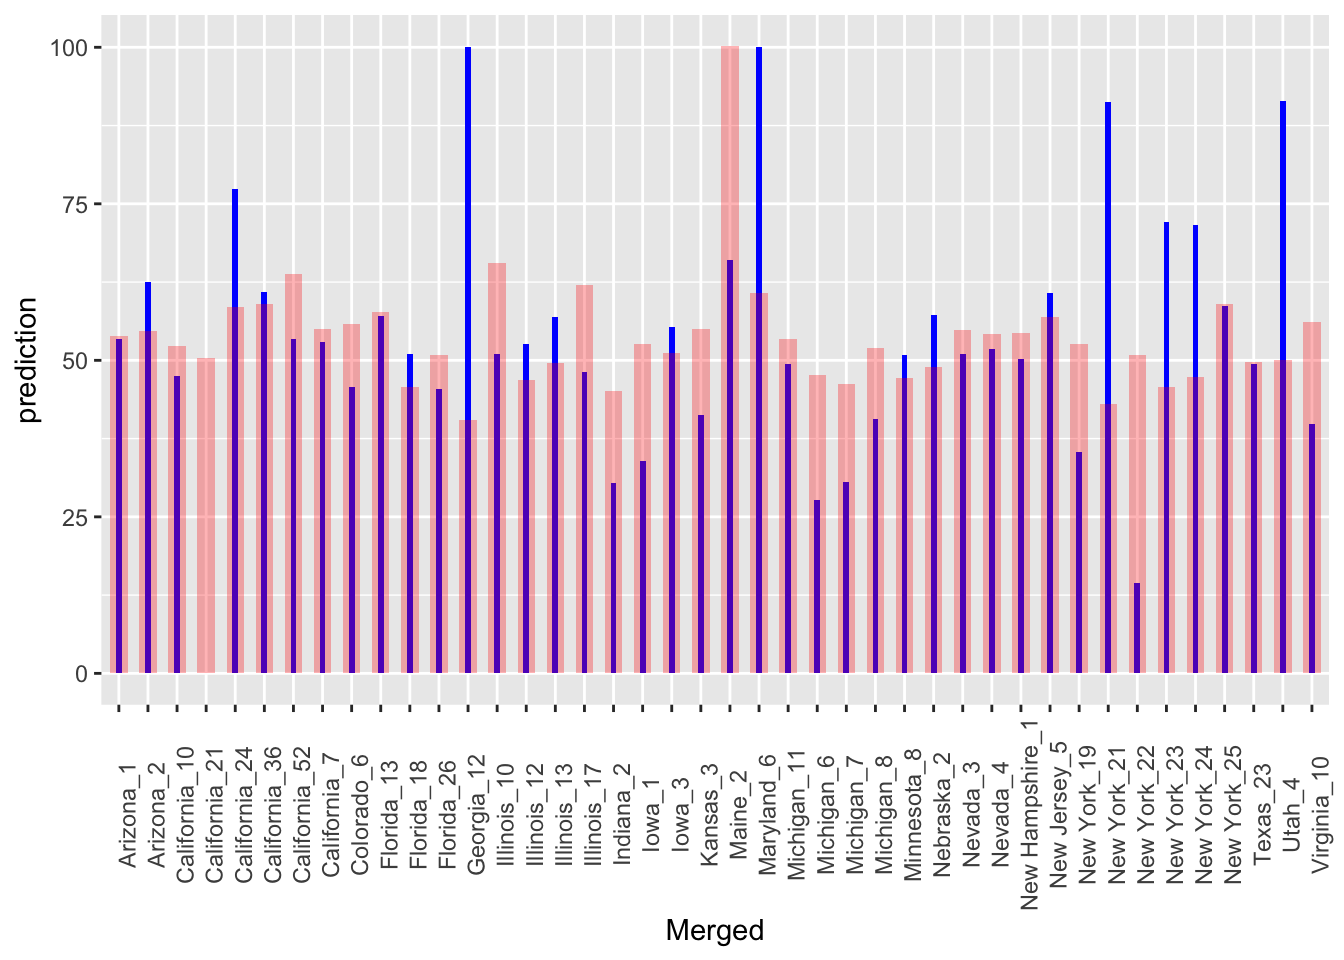 100
75
50
25
0
prediction
Arizona_1
Arizona_2
California_10
California_21
California_24
California_36
California_52
California_7
Colorado_6
Florida_13
Florida_18
Florida_26
Georgia_12
Illinois_10
Illinois_12
Illinois_13
Illinois_17
Indiana_2
Iowa_1
Iowa_3
Kansas_3
Maine_2
Maryland_6
Michigan_11
Michigan_6
Michigan_7
Michigan_8
Minnesota_8
Nebraska_2
Nevada_3
Nevada_4
New Hampshire_1
New Jersey_5
New York_19
New York_21
New York_22
New York_23
New York_24
New York_25
Texas_23
Utah_4
Virginia_10
Merged